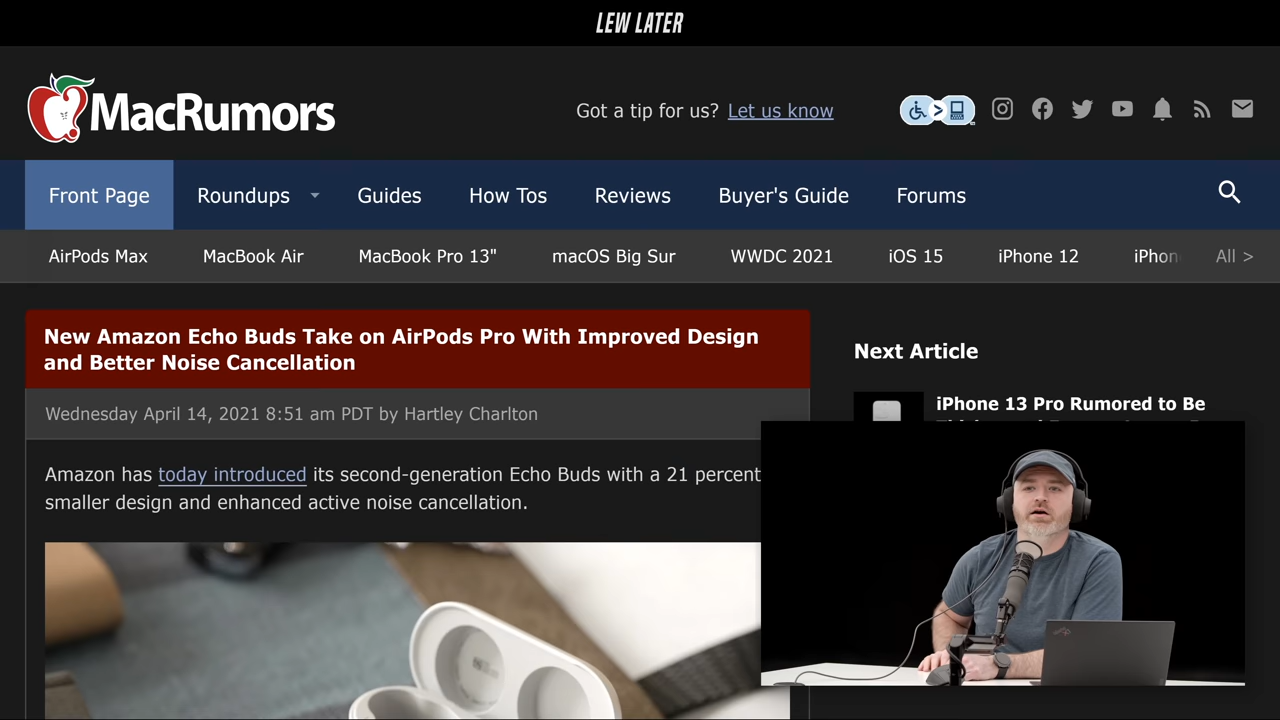 LEW LATER
MacRumors
Got a tip for us? Let us know
Front Page Roundups Guides How Tos Reviews Buyer's Guide Forums
AirPods Max MacBook Air MacBook Pro 13" macOS Big Sur WWDC 2021 iOS 15 iPhone 12 iPhon All >
New Amazon Echo Buds Take on AirPods Pro With Improved Design
and Better Noise Cancellation
Wednesday April 14, 2021 8:51 am PDT by Hartley Charlton
Amazon has today introduced its second-generation Echo Buds with a 21 percent
smaller design and enhanced active noise cancellation.
Next Article
iPhone 13 Pro Rumored to Be